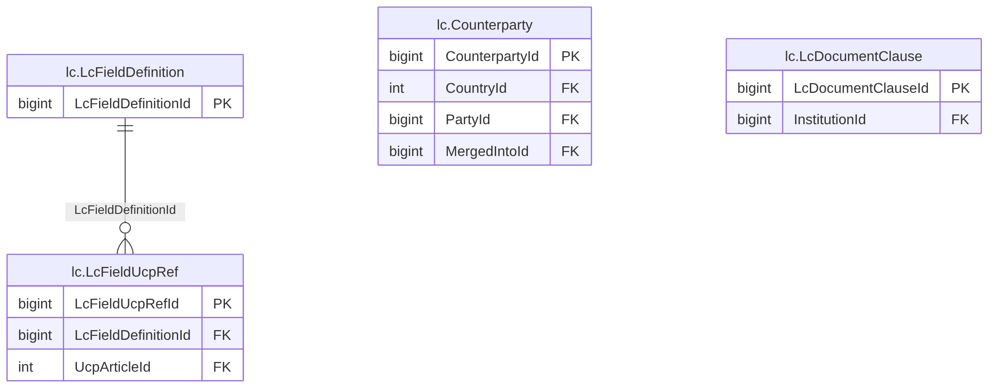 lc.LcFieldDefinition
bigint LcFieldDefinitionId PK
LcFieldDefinitionId
lc.LcFieldUcpRef
bigint LcFieldUcpRefId PK
bigint LcFieldDefinitionId FK
int UcpArticleId FK
lc.Counterparty
bigint CounterpartyId PK
int CountryId FK
bigint PartyId FK
bigint MergedIntoId FK
lc.LcDocumentClause
bigint LcDocumentClauseId PK
bigint InstitutionId FK